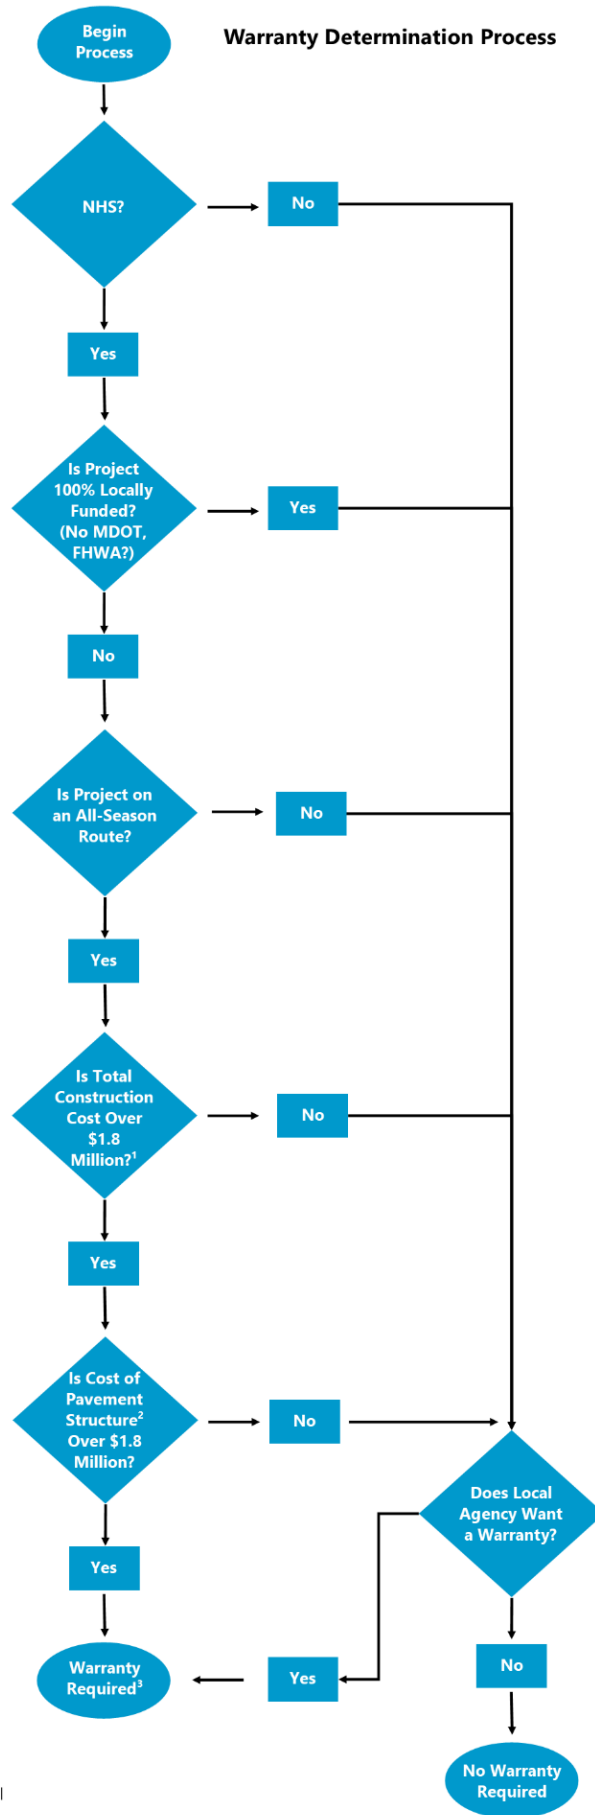 Begin
Process
Warranty Determination Process
NHS?
No
Yes
Is Project
100% Locally
Funded?
(No MDOT,
FHWA?)
Yes
No
Is Project on
an All-Season
Route?
No
Yes
Is Total
Construction
Cost Over
$1.8
Million?¹
No
Yes
Is Cost of
Pavement
Structure²
Over $1.8
Million?
No
Does Local
Agency Want
a Warranty?
Yes
No
Warranty
Required³
Yes
No Warranty
Required